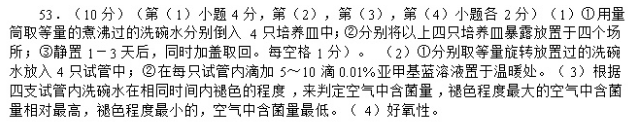 53．（10 分）（第（1）小题 4 分，第（2），第（3），第（4）小题各 2 分）（1）①用量
筒取等量的煮沸过的洗碗水分别倒入 4 只培养皿中；②分别将以上四只培养皿暴露放置于四个场
所；③静置 1－3 天后，同时加盖取回。每空格 1 分）。 （2）①分别取等量旋转放置过的洗碗
水放入 4 只试管中；②在每只试管内滴加 5～10 滴 0.01%亚甲基蓝溶液置于温暖处。（ 3）根据
四支试管内洗碗水在相同时间内褪色的程度 ，来判定空气中含菌量 ，褪色程度最大的空气中含菌
量相对最高，褪色程度最小的，空气中含菌量最低。（ 4）好氧性。